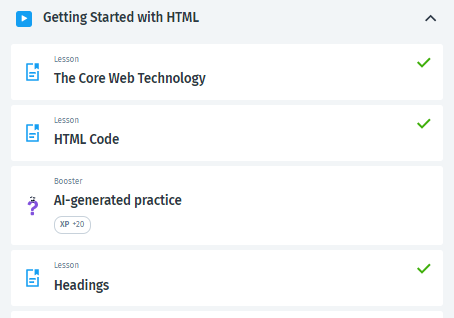 Getting Started with HTML
Lesson
The Core Web Technology
Lesson
HTML Code
Booster
AI-generated practice
XP +20
Lesson
Headings